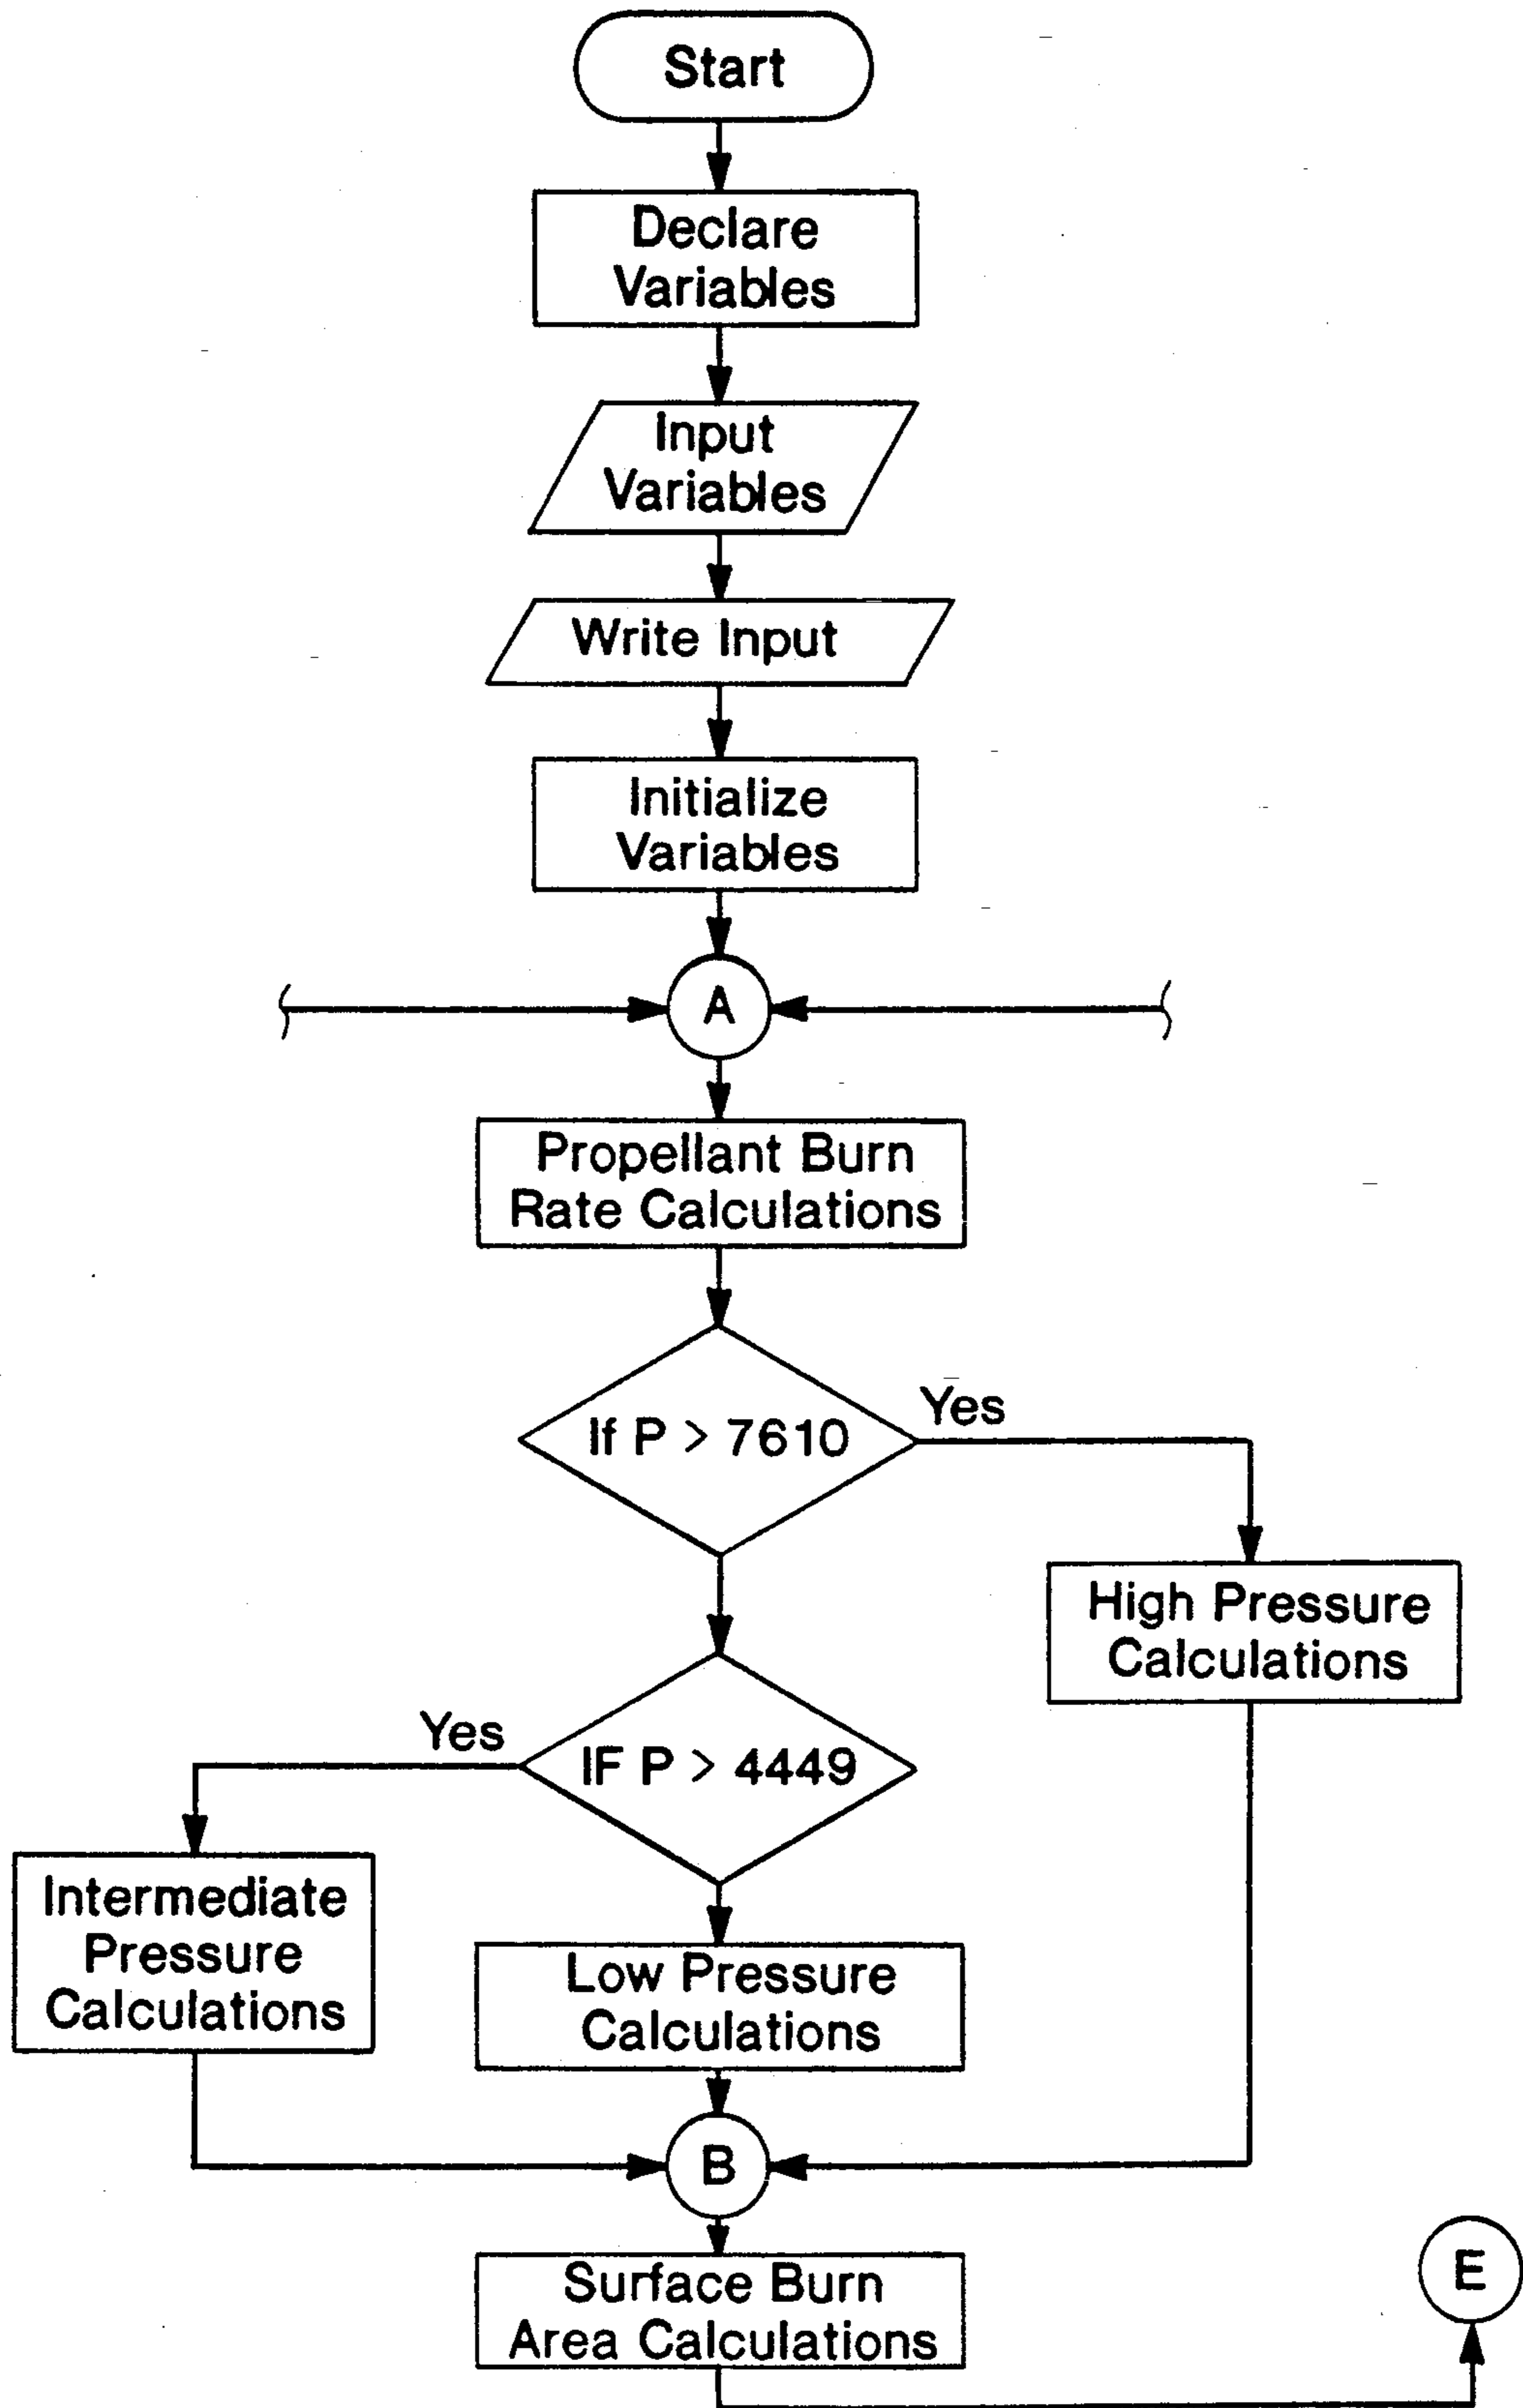 Start
Declare
Variables
Input
Variables
Write Input
Initialize
Variables
A
Propellant Burn
Rate Calculations
If P > 7610
Yes
High Pressure
Calculations
IF P > 4449
Yes
Intermediate
Pressure
Calculations
Low Pressure
Calculations
B
Surface Burn
Area Calculations
E